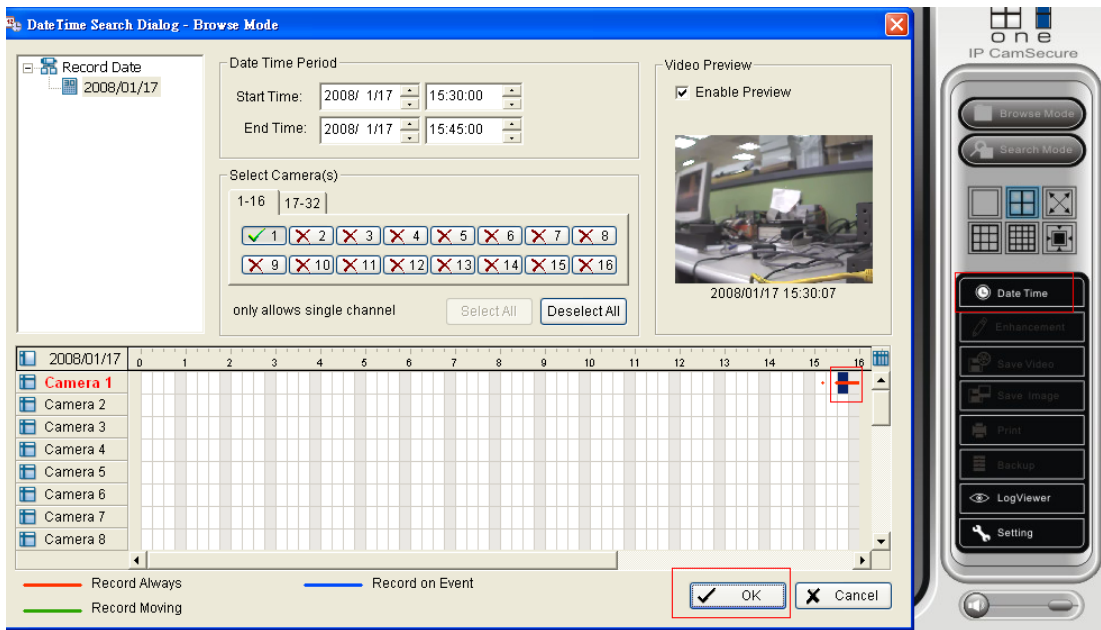 DateTime Search Dialog - Browse Mode
Record Date
2008/01/17
Date Time Period
Start Time: 2008/ 1/17 15:30:00
End Time: 2008/ 1/17 15:45:00
Select Camera(s)
1-16 17-32
1 2 3 4 5 6 7 8
9 10 11 12 13 14 15 16
only allows single channel Select All Deselect All
Video Preview
Enable Preview
2008/01/17 15:30:07
2008/01/17 0 1 2 3 4 5 6 7 8 9 10 11 12 13 14 15 16
Camera 1
Camera 2
Camera 3
Camera 4
Camera 5
Camera 6
Camera 7
Camera 8
Record Always Record on Event
Record Moving
OK Cancel
one
IP CamSecure
Browse Mode
Search Mode
Date Time
Enhancement
Save Video
Save Image
Print
Backup
LogViewer
Setting